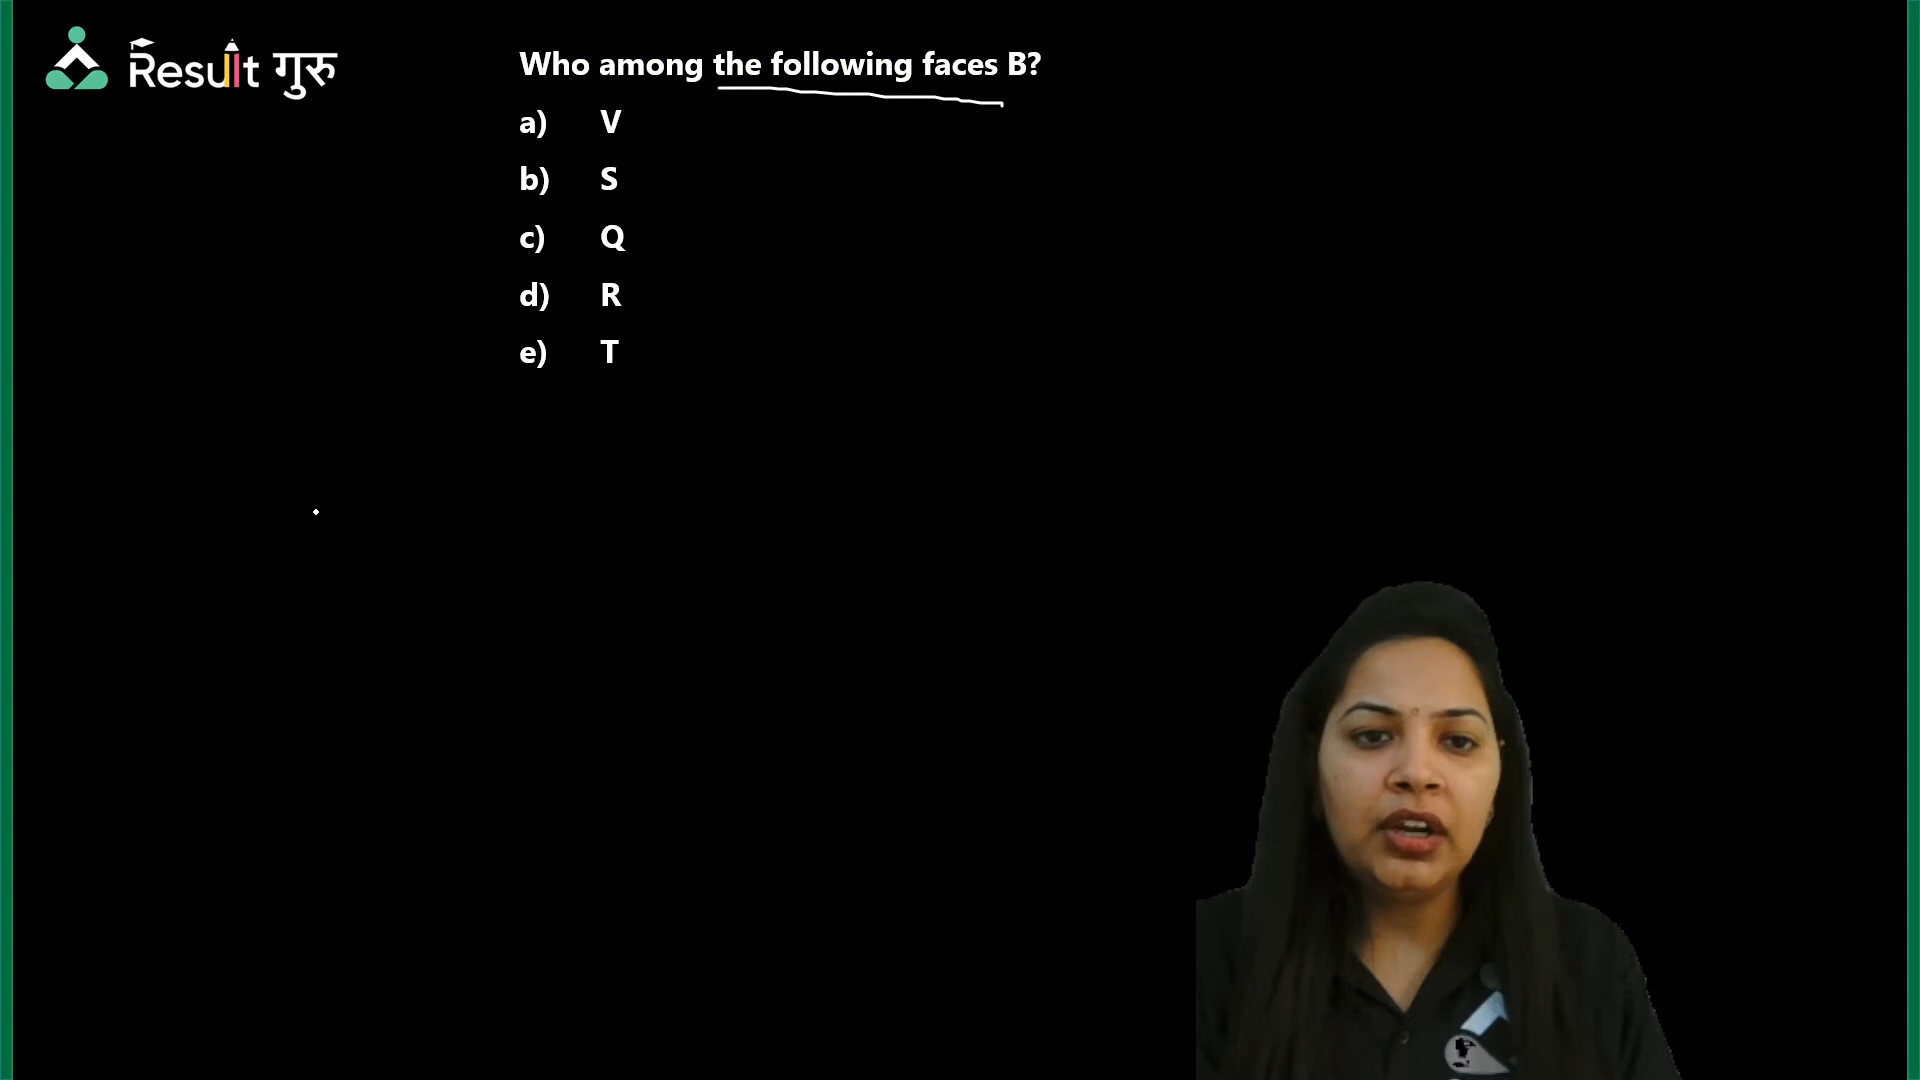 Result गुरु
Who among the following faces B?
a) V
b) S
c) Q
d) R
e) T